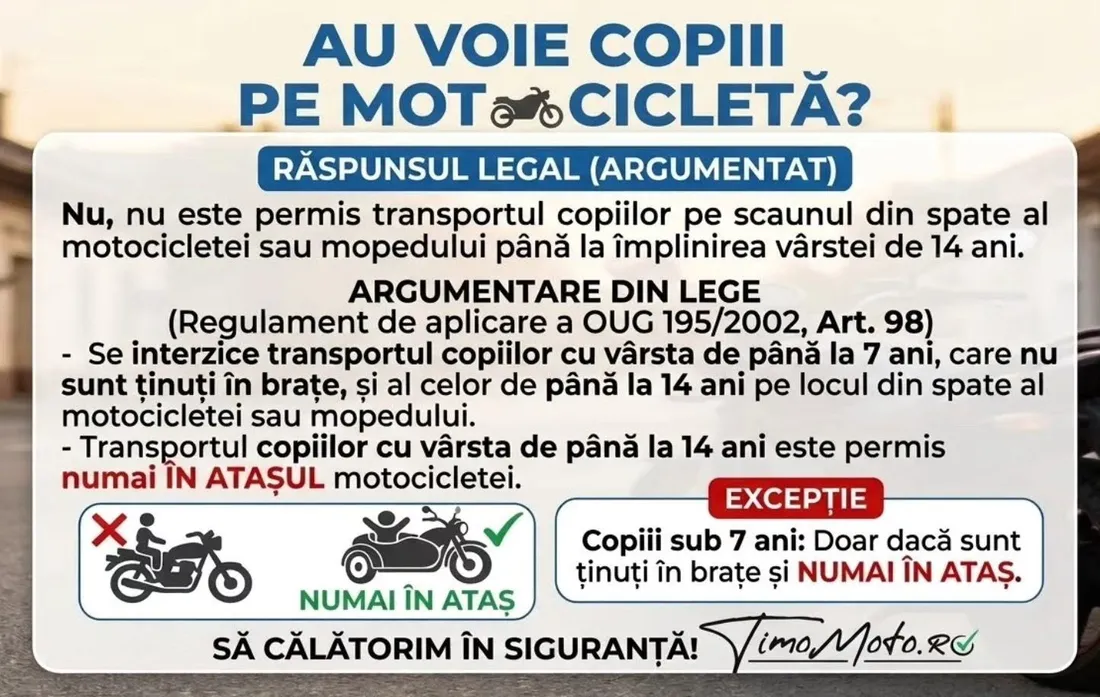 AU VOIE COPIII
PE MOTCICLETĂ?
RĂSPUNSUL LEGAL (ARGUMENTAT)
Nu, nu este permis transportul copiilor pe scaunul din spate al
motocicletei sau mopedului până la împlinirea vârstei de 14 ani.
ARGUMENTARE DIN LEGE
(Regulament de aplicare a OUG 195/2002, Art. 98)
- Se interzice transportul copiilor cu vârsta de până la 7 ani, care nu
sunt ținuți în brațe, și al celor de până la 14 ani pe locul din spate al
motocicletei sau mopedului.
- Transportul copiilor cu vârsta de până la 14 ani este permis
numai ÎN ATAȘUL motocicletei.
NUMAI ÎN ATAȘ
EXCEPȚIE
Copiii sub 7 ani: Doar dacă sunt
ținuți în brațe și NUMAI ÎN ATAȘ.
SĂ CĂLĂTORIM ÎN SIGURANȚĂ!
TimoMoto.RO